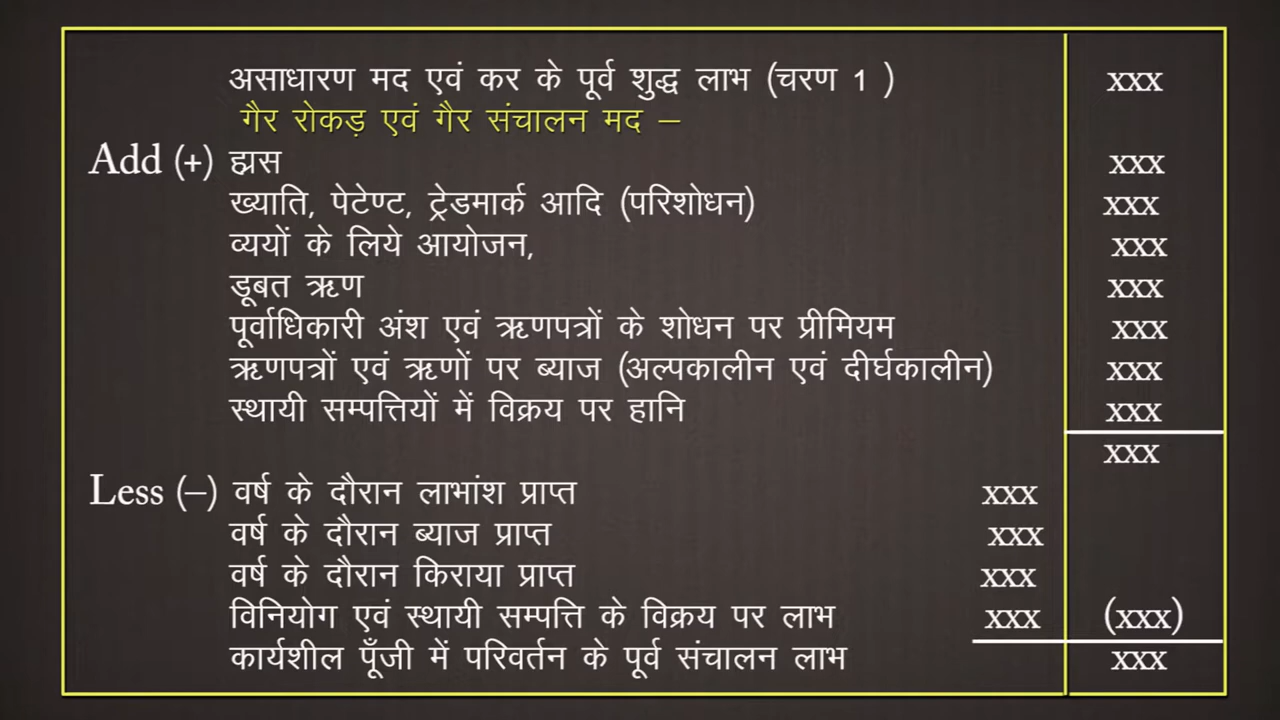 असाधारण मद एवं कर के पूर्व शुद्ध लाभ (चरण 1 ) xxx
गैर रोकड़ एवं गैर संचालन मद –
Add (+) ह्मस xxx
ख्याति, पेटेण्ट, ट्रेडमार्क आदि (परिशोधन) xxx
व्ययों के लिये आयोजन, xxx
डूबत ऋण xxx
पूर्वाधिकारी अंश एवं ऋणपत्रों के शोधन पर प्रीमियम xxx
ऋणपत्रों एवं ऋणों पर ब्याज (अल्पकालीन एवं दीर्घकालीन) xxx
स्थायी सम्पत्तियों में विक्रय पर हानि xxx
xxx
Less (–) वर्ष के दौरान लाभांश प्राप्त xxx
वर्ष के दौरान ब्याज प्राप्त xxx
वर्ष के दौरान किराया प्राप्त xxx
विनियोग एवं स्थायी सम्पत्ति के विक्रय पर लाभ xxx (xxx)
कार्यशील पूँजी में परिवर्तन के पूर्व संचालन लाभ xxx